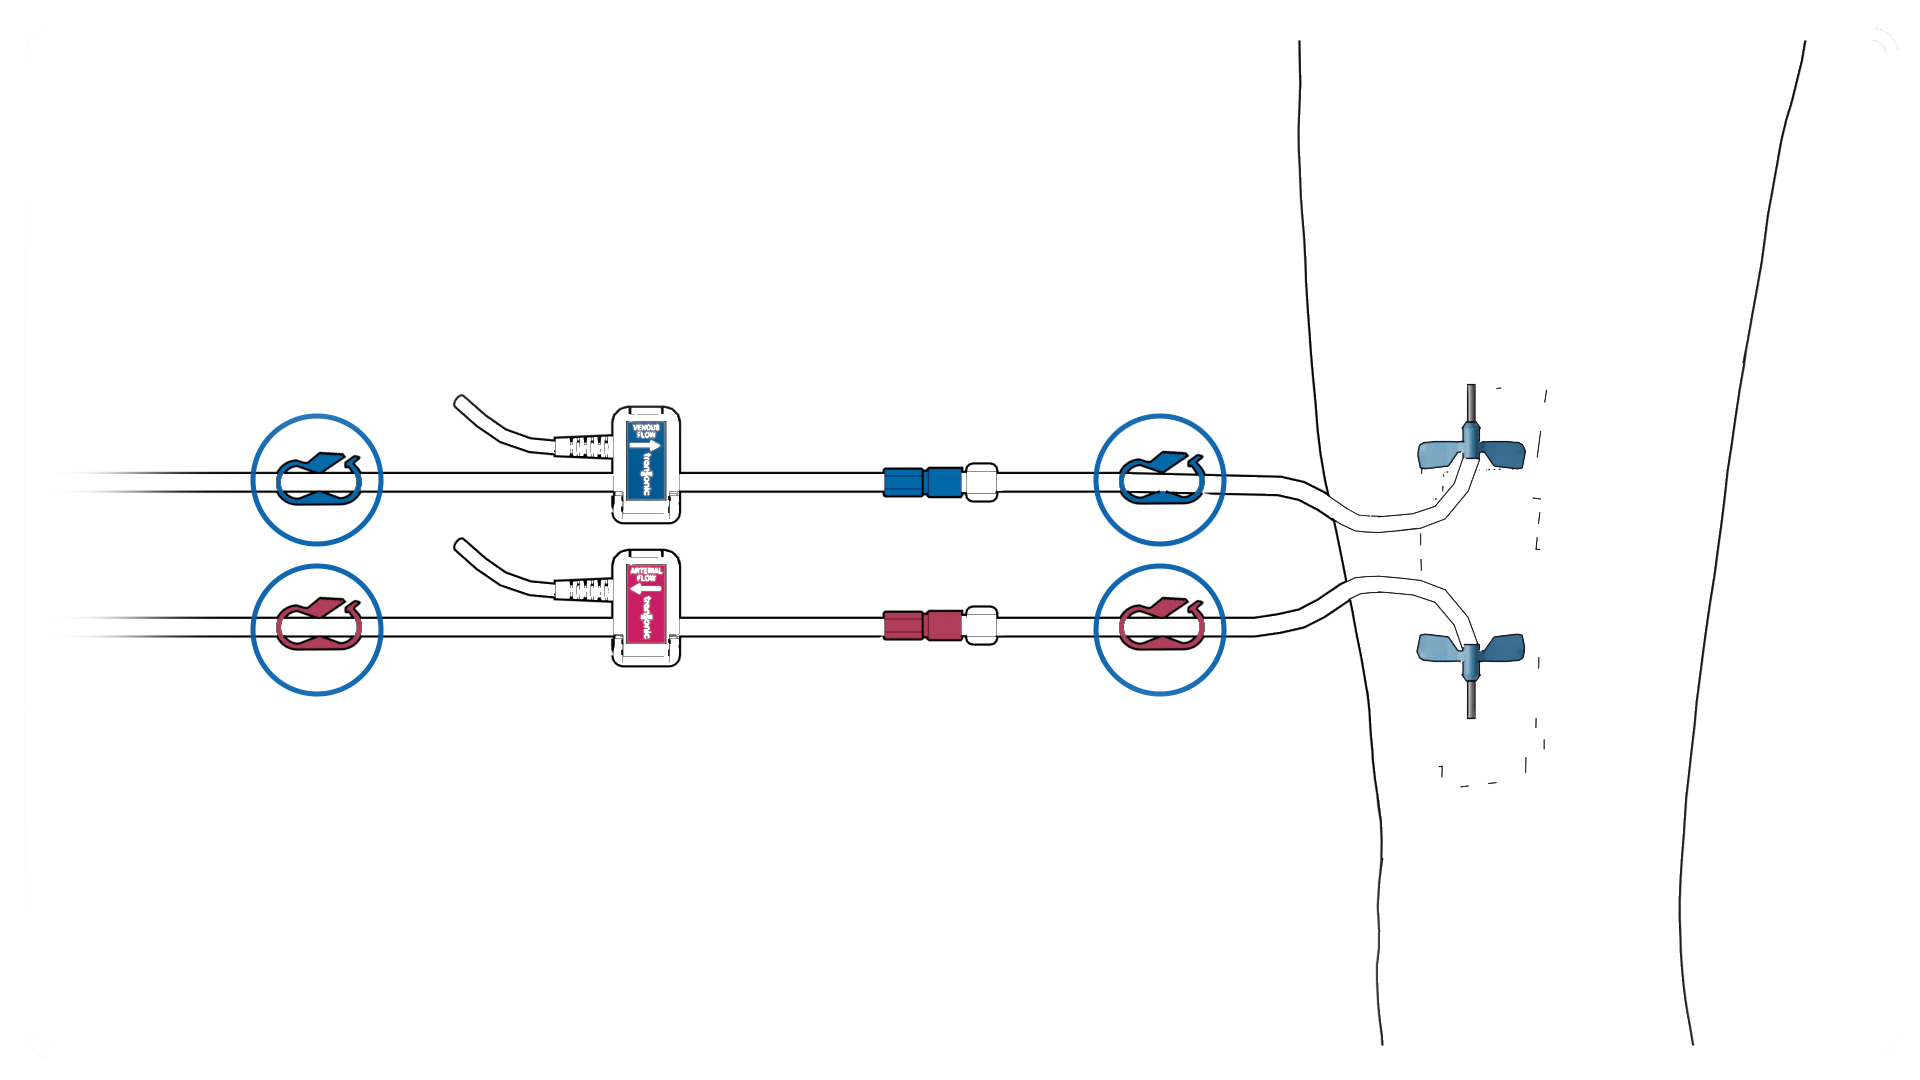 VENOUS
FLOW
transonic
ARTERIAL
FLOW
transonic